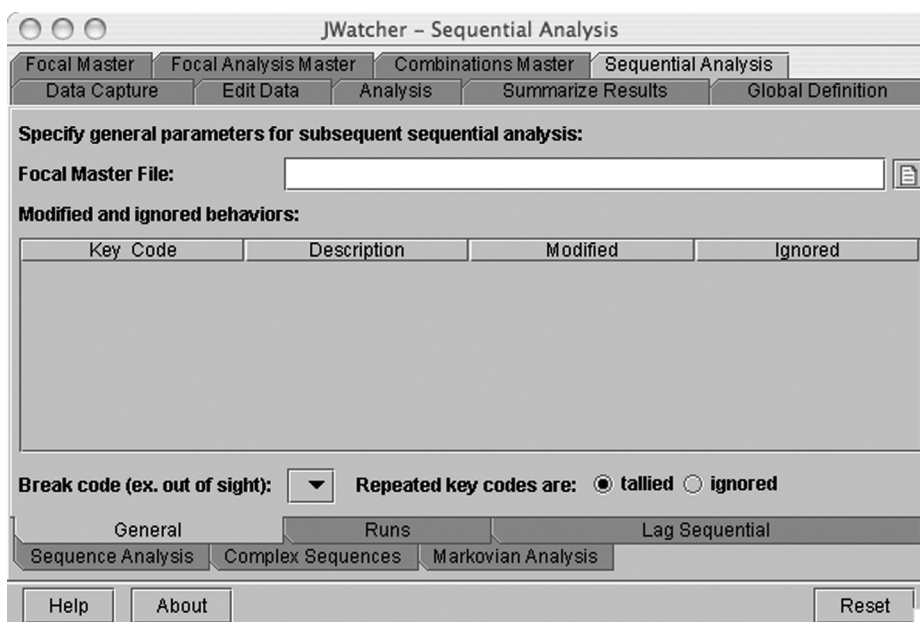 JWatcher – Sequential Analysis
Focal Master Focal Analysis Master Combinations Master Sequential Analysis
Data Capture Edit Data Analysis Summarize Results Global Definition
Specify general parameters for subsequent sequential analysis:
Focal Master File:
Modified and ignored behaviors:
Key Code Description Modified Ignored
Break code (ex. out of sight): Repeated key codes are: tallied ignored
General Runs Lag Sequential
Sequence Analysis Complex Sequences Markovian Analysis
Help About Reset